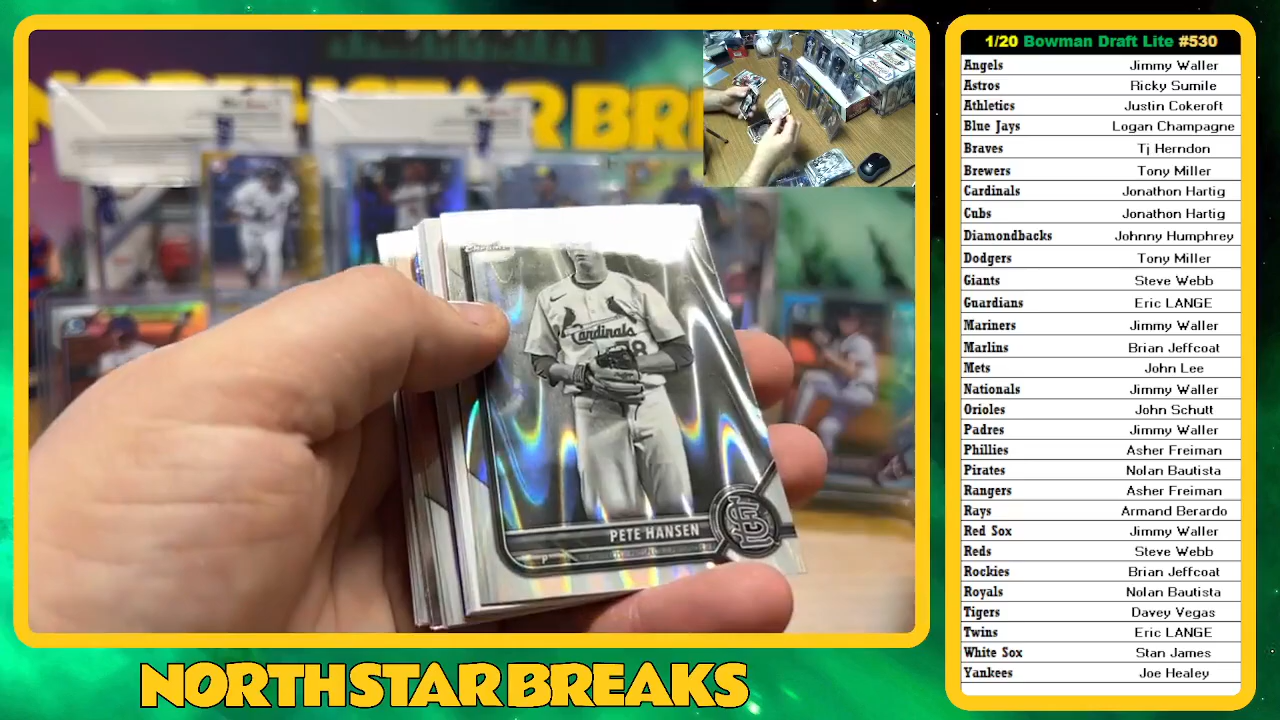 NORTHSTAR BREAKS
Cardinals
PETE HANSEN
P
NORTHSTAR BREAKS
1/20 Bowman Draft Lite #530
Angels Jimmy Waller
Astros Ricky Sumile
Athletics Justin Cokeroft
Blue Jays Logan Champagne
Braves Tj Herndon
Brewers Tony Miller
Cardinals Jonathon Hartig
Cubs Jonathon Hartig
Diamondbacks Johnny Humphrey
Dodgers Tony Miller
Giants Steve Webb
Guardians Eric LANGE
Mariners Jimmy Waller
Marlins Brian Jeffcoat
Mets John Lee
Nationals Jimmy Waller
Orioles John Schutt
Padres Jimmy Waller
Phillies Asher Freiman
Pirates Nolan Bautista
Rangers Asher Freiman
Rays Armand Berardo
Red Sox Jimmy Waller
Reds Steve Webb
Rockies Brian Jeffcoat
Royals Nolan Bautista
Tigers Davey Vegas
Twins Eric LANGE
White Sox Stan James
Yankees Joe Healey